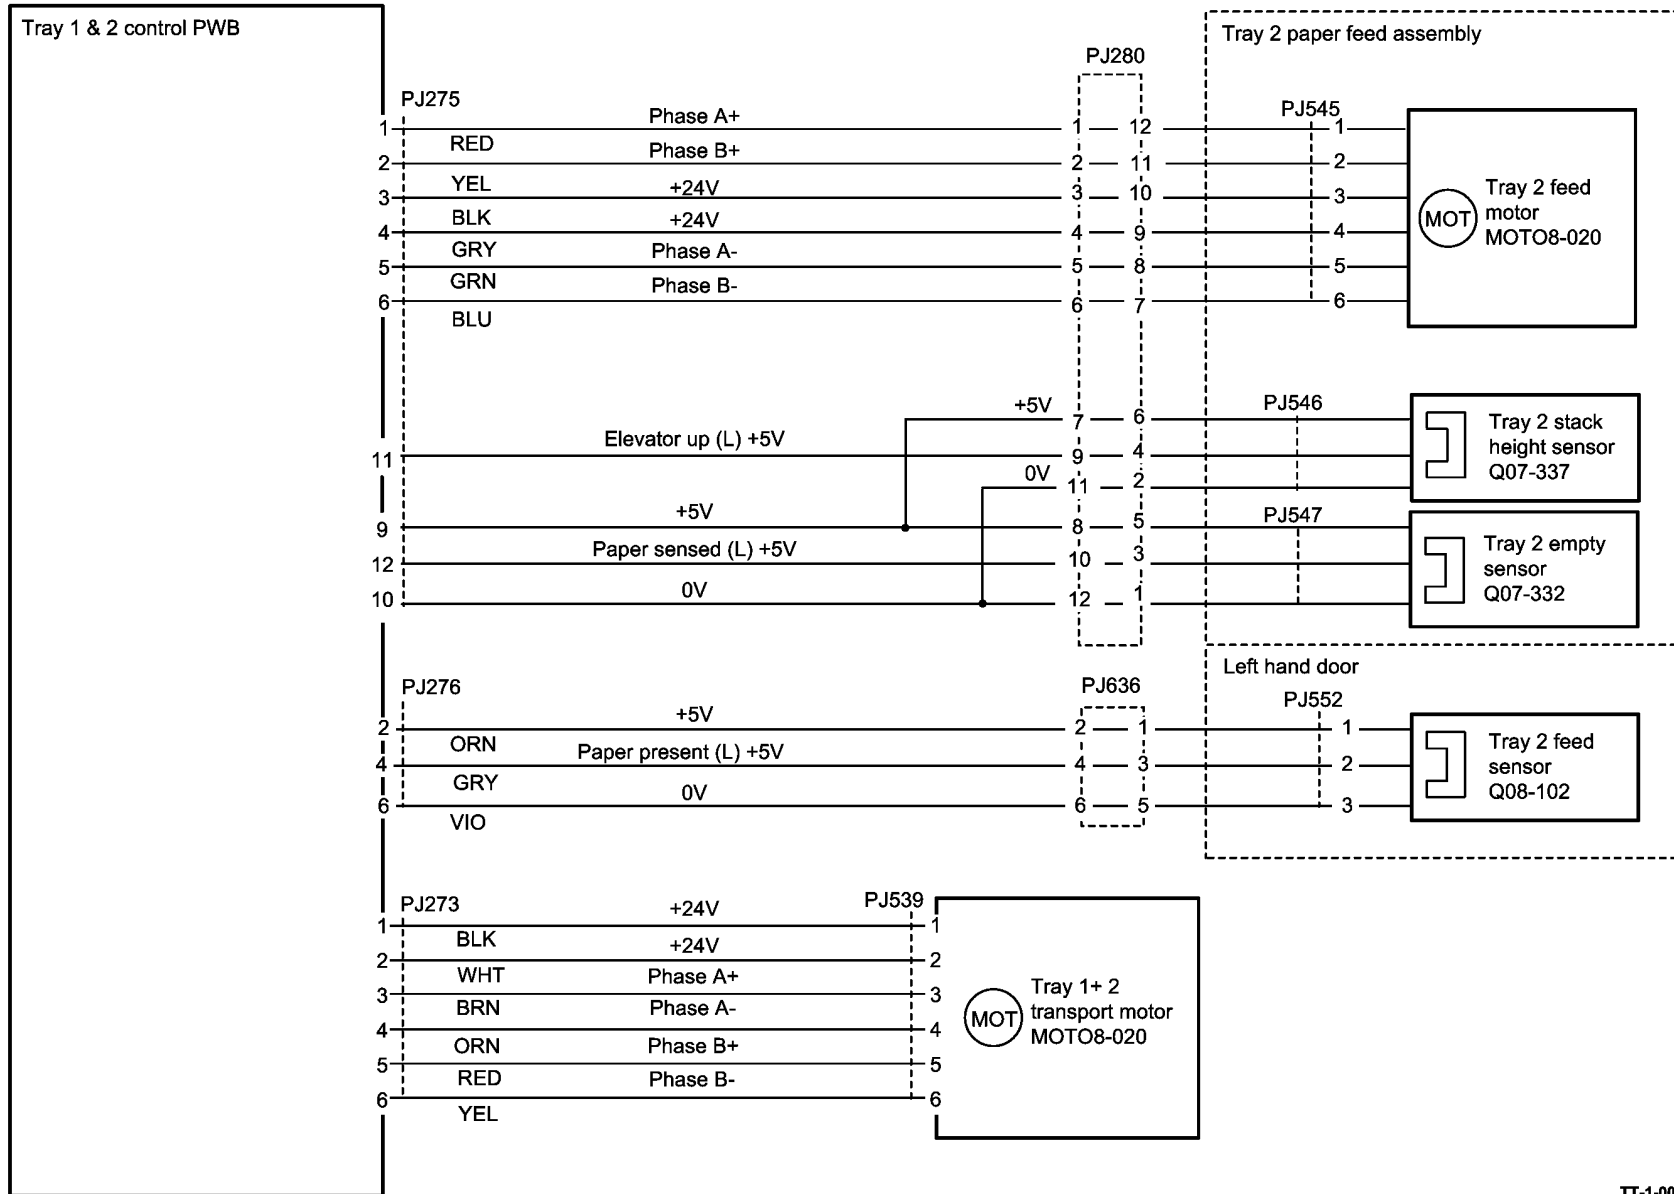 Tray 1 & 2 control PWB
Tray 2 paper feed assembly
PJ280
PJ275
PJ545
1 Phase A+ 1 12 1
RED
2 Phase B+ 2 11 2
YEL
3 +24V 3 10 3
BLK
4 +24V 4 9 4
GRY
5 Phase A- 5 8 5
GRN
6 Phase B- 6 7 6
BLU
MOT
Tray 2 feed
motor
MOTO8-020
PJ546
+5V 7 6
11 Elevator up (L) +5V 9 4
0V 11 2
Tray 2 stack
height sensor
Q07-337
PJ547
9 +5V 8 5
12 Paper sensed (L) +5V 10 3
10 0V 12 1
Tray 2 empty
sensor
Q07-332
Left hand door
PJ276
PJ636
PJ552
2 +5V 2 1 1
ORN
4 Paper present (L) +5V 4 3 2
GRY
6 0V 6 5 3
VIO
Tray 2 feed
sensor
Q08-102
PJ273
PJ539
1 +24V 1
BLK
2 +24V 2
WHT
3 Phase A+ 3
BRN
4 Phase A- 4
ORN
5 Phase B+ 5
RED
6 Phase B- 6
YEL
MOT
Tray 1+ 2
transport motor
MOTO8-020